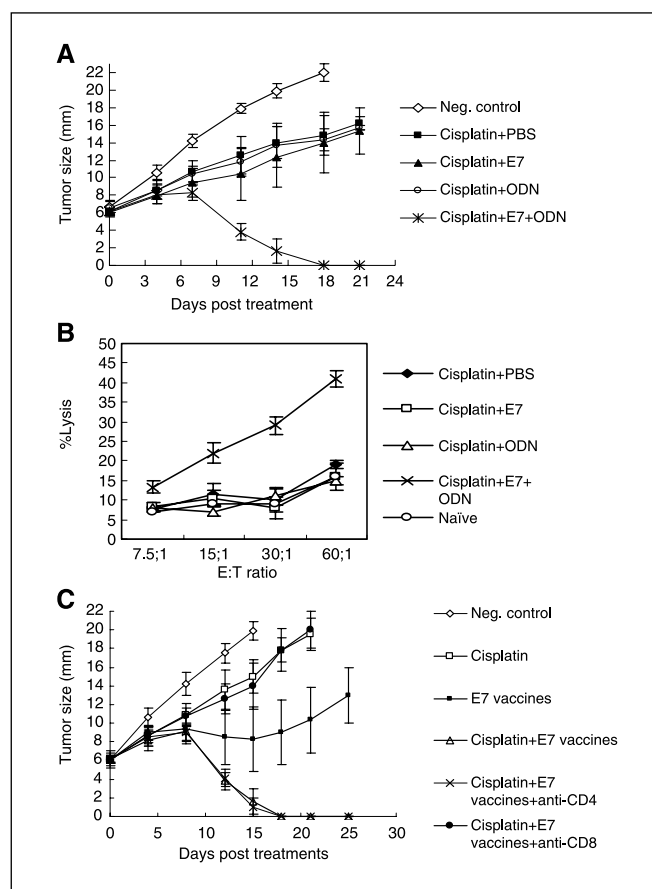 A
22
20
18
16
14
12
10
8
6
4
2
0
Tumor size (mm)
0 3 6 9 12 15 18 21 24
Days post treatment
Neg. control
Cisplatin+PBS
Cisplatin+E7
Cisplatin+ODN
Cisplatin+E7+ODN
B
50
45
40
35
30
25
20
15
10
5
0
%Lysis
7.5;1 15;1 30;1 60;1
E:T ratio
Cisplatin+PBS
Cisplatin+E7
Cisplatin+ODN
Cisplatin+E7+
ODN
Naïve
C
22
20
18
16
14
12
10
8
6
4
2
0
Tumor size (mm)
0 5 10 15 20 25 30
Days post treatments
Neg. control
Cisplatin
E7 vaccines
Cisplatin+E7 vaccines
Cisplatin+E7
vaccines+anti-CD4
Cisplatin+E7
vaccines+anti-CD8